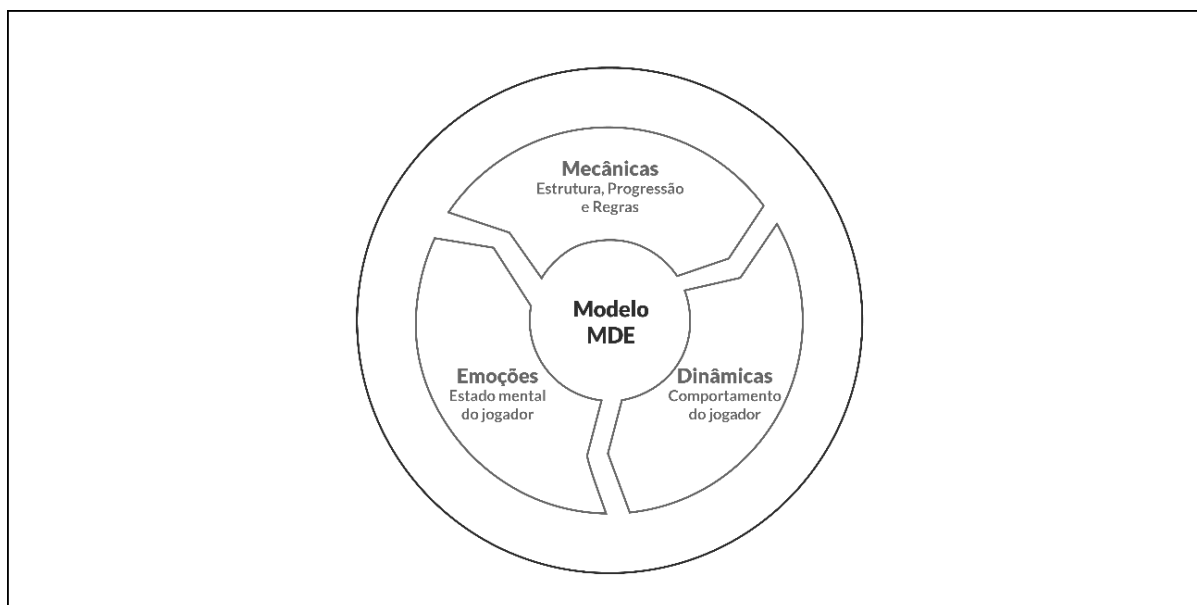 Mecânicas
Estrutura, Progressão
e Regras
Modelo
MDE
Emoções
Estado mental
do jogador
Dinâmicas
Comportamento
do jogador